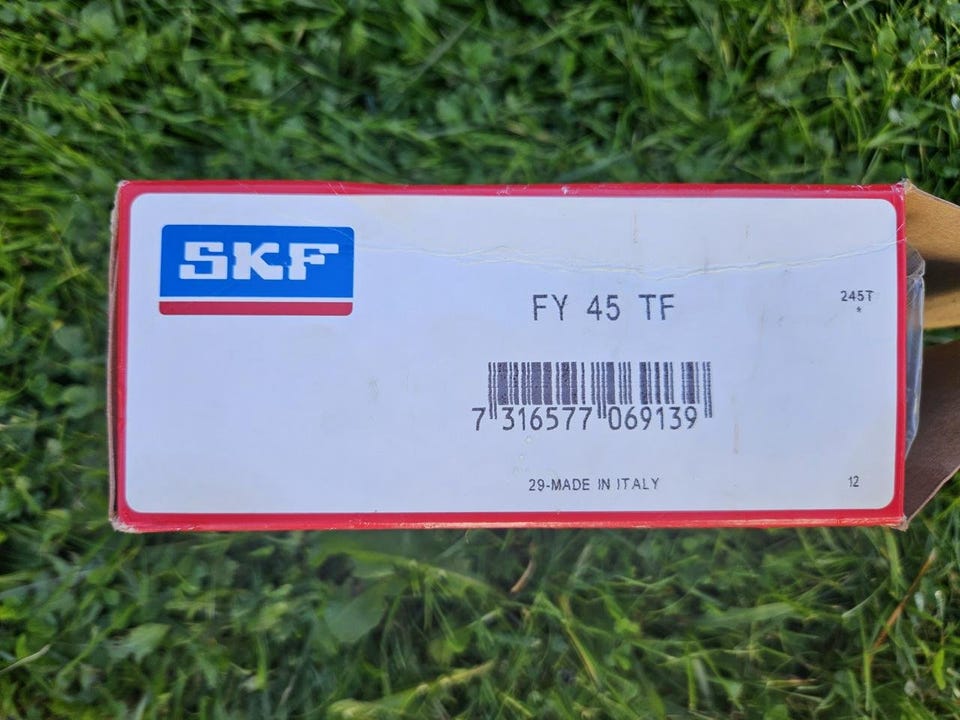 SKF
FY 45 TF
245T
*
7 316577 069139
29-MADE IN ITALY
12